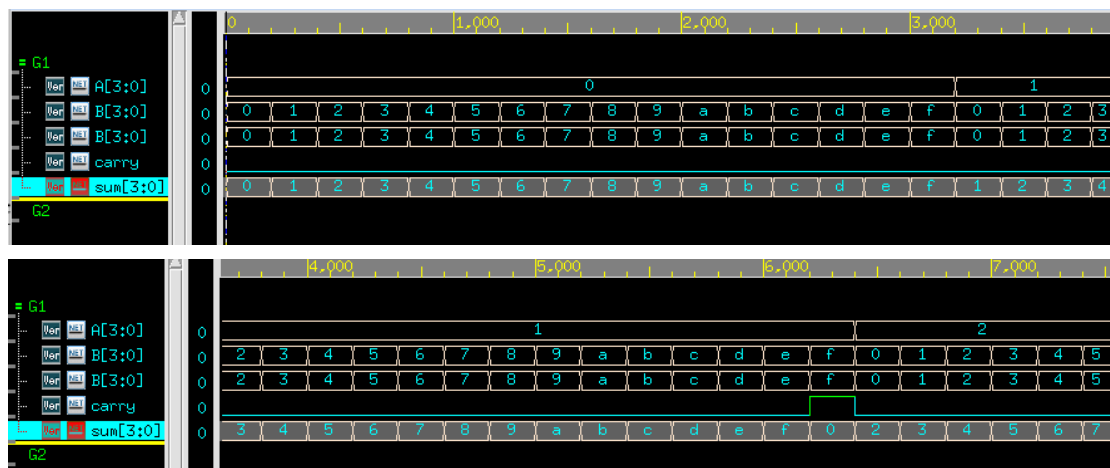 0 1,000 2,000 3,000
= G1
Ver NET A[3:0] 0 0 1
Ver NET B[3:0] 0 0 1 2 3 4 5 6 7 8 9 a b c d e f 0 1 2 3
Ver NET B[3:0] 0 0 1 2 3 4 5 6 7 8 9 a b c d e f 0 1 2 3
Ver NET carry 0
Ver NET sum[3:0] 0 0 1 2 3 4 5 6 7 8 9 a b c d e f 1 2 3 4
G2
4,000 5,000 6,000 7,000
= G1
Ver NET A[3:0] 0 1 2
Ver NET B[3:0] 0 2 3 4 5 6 7 8 9 a b c d e f 0 1 2 3 4 5
Ver NET B[3:0] 0 2 3 4 5 6 7 8 9 a b c d e f 0 1 2 3 4 5
Ver NET carry 0
Ver NET sum[3:0] 0 3 4 5 6 7 8 9 a b c d e f 0 2 3 4 5 6 7
G2